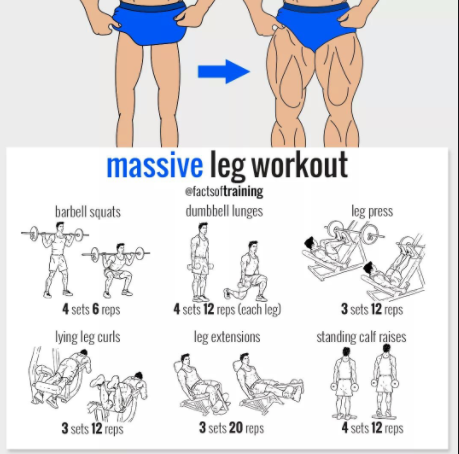 massive leg workout
@factsoftraining
barbell squats
4 sets 6 reps
dumbbell lunges
4 sets 12 reps (each leg)
leg press
3 sets 12 reps
lying leg curls
3 sets 12 reps
leg extensions
3 sets 20 reps
standing calf raises
4 sets 12 reps